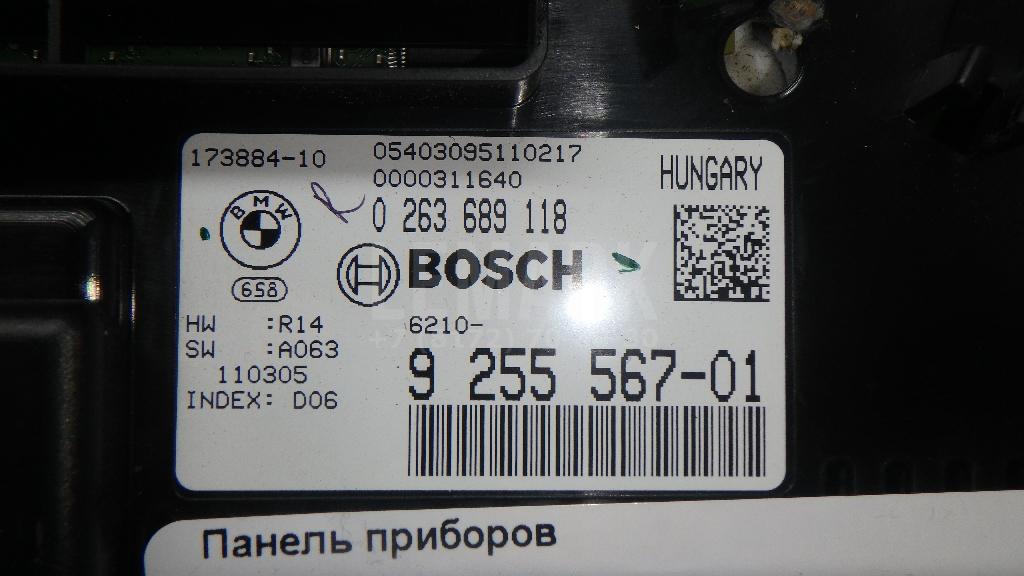 173884-10
05403095110217
0000311640
HUNGARY
0 263 689 118
BMW
BOSCH
658
HW :R14
6210-
SW :A063
110305
9 255 567-01
INDEX: D06
Панель приборов